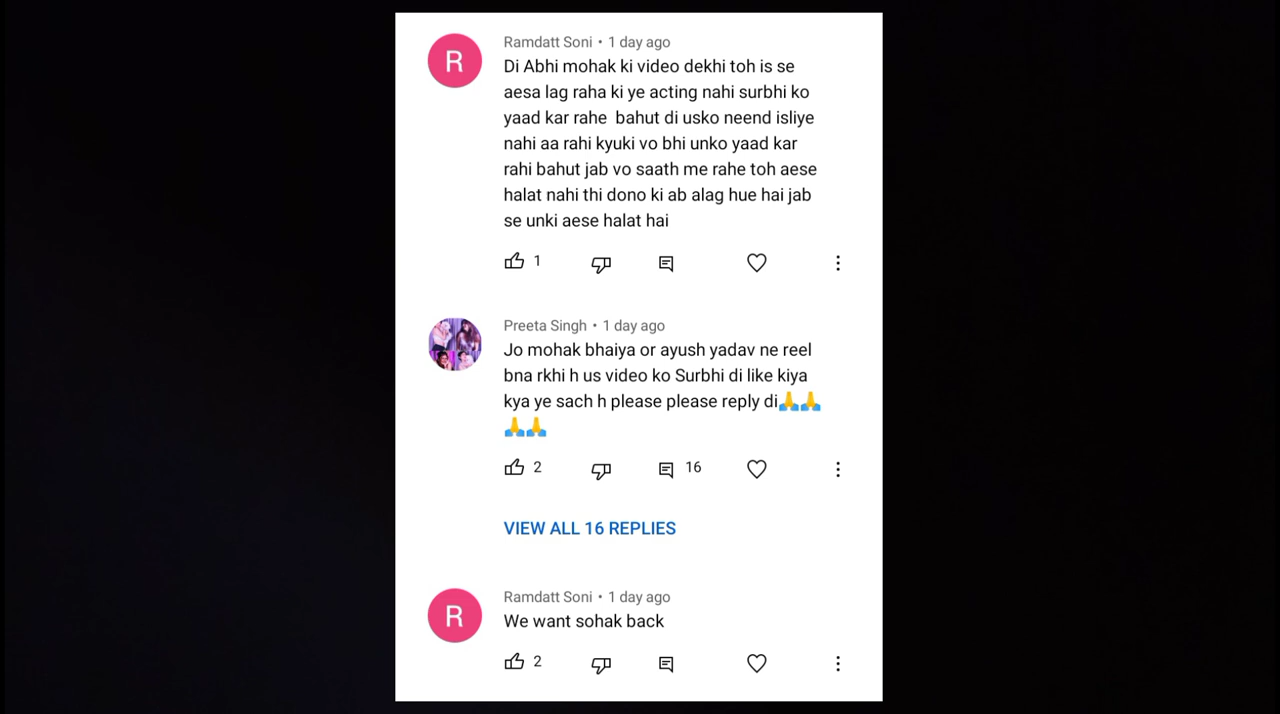 Ramdatt Soni • 1 day ago
Di Abhi mohak ki video dekhi toh is se
aesa lag raha ki ye acting nahi surbhi ko
yaad kar rahe  bahut di usko neend isliye
nahi aa rahi kyuki vo bhi unko yaad kar
rahi bahut jab vo saath me rahe toh aese
halat nahi thi dono ki ab alag hue hai jab
se unki aese halat hai
R
1
Preeta Singh • 1 day ago
Jo mohak bhaiya or ayush yadav ne reel
bna rkhi h us video ko Surbhi di like kiya
kya ye sach h please please reply di🙏🙏
🙏🙏
2 16
VIEW ALL 16 REPLIES
Ramdatt Soni • 1 day ago
We want sohak back
R
2